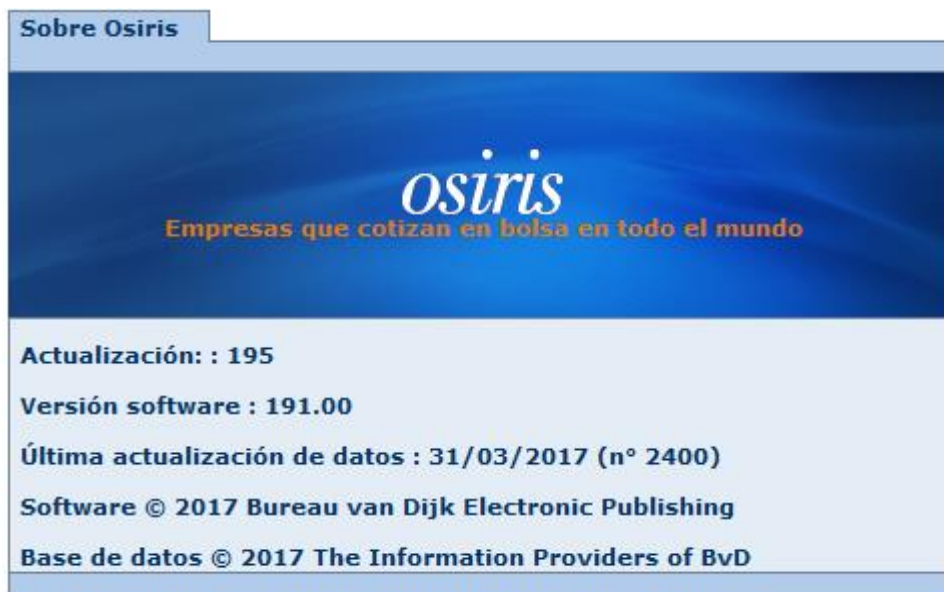 Sobre Osiris
osiris
Empresas que cotizan en bolsa en todo el mundo
Actualización: : 195
Versión software : 191.00
Última actualización de datos : 31/03/2017 (n° 2400)
Software © 2017 Bureau van Dijk Electronic Publishing
Base de datos © 2017 The Information Providers of BvD